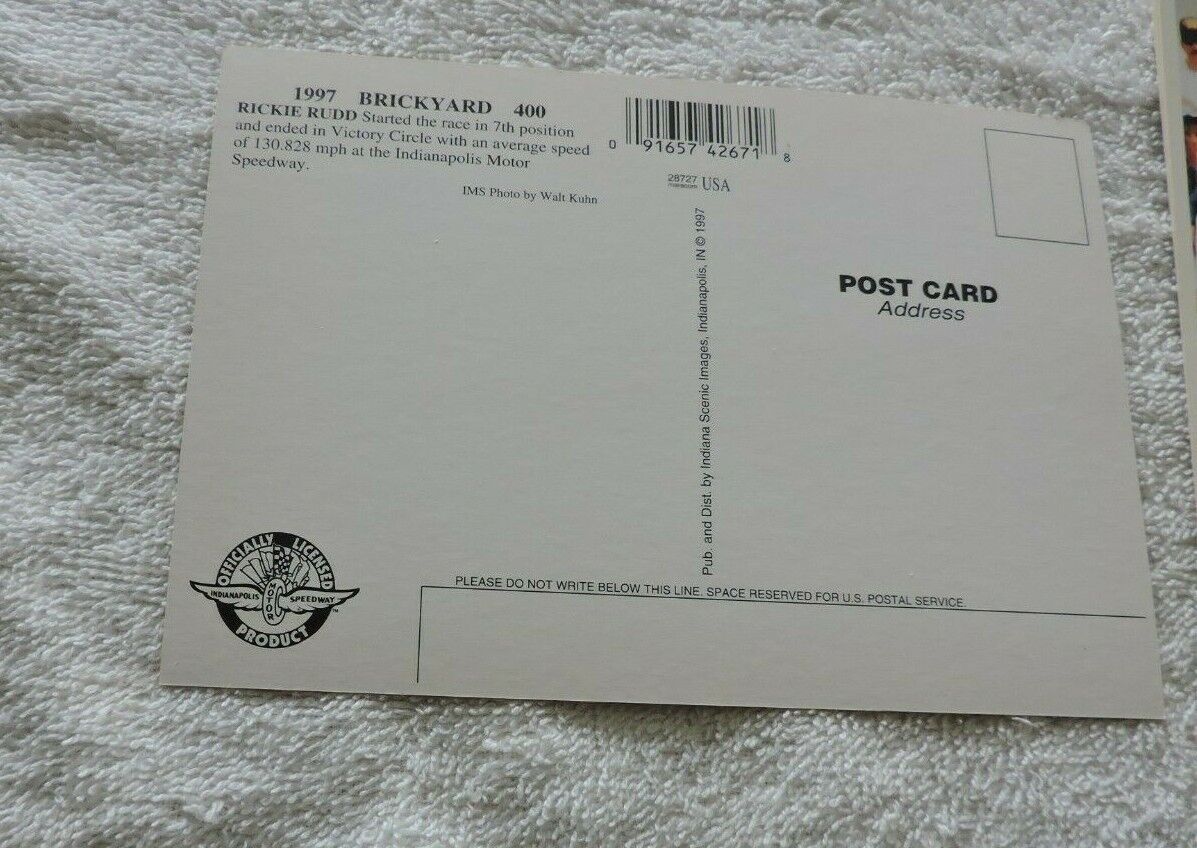 1997 BRICKYARD 400
RICKIE RUDD Started the race in 7th position
and ended in Victory Circle with an average speed
of 130.828 mph at the Indianapolis Motor
Speedway.
IMS Photo by Walt Kuhn
0 91657 42671 8
28727
USA
Pub. and Dist. by Indiana Scenic Images, Indianapolis, IN © 1997
POST CARD
Address
OFFICIALLY LICENSED
INDIANAPOLIS MOTOR SPEEDWAY™
PRODUCT
PLEASE DO NOT WRITE BELOW THIS LINE. SPACE RESERVED FOR U.S. POSTAL SERVICE.